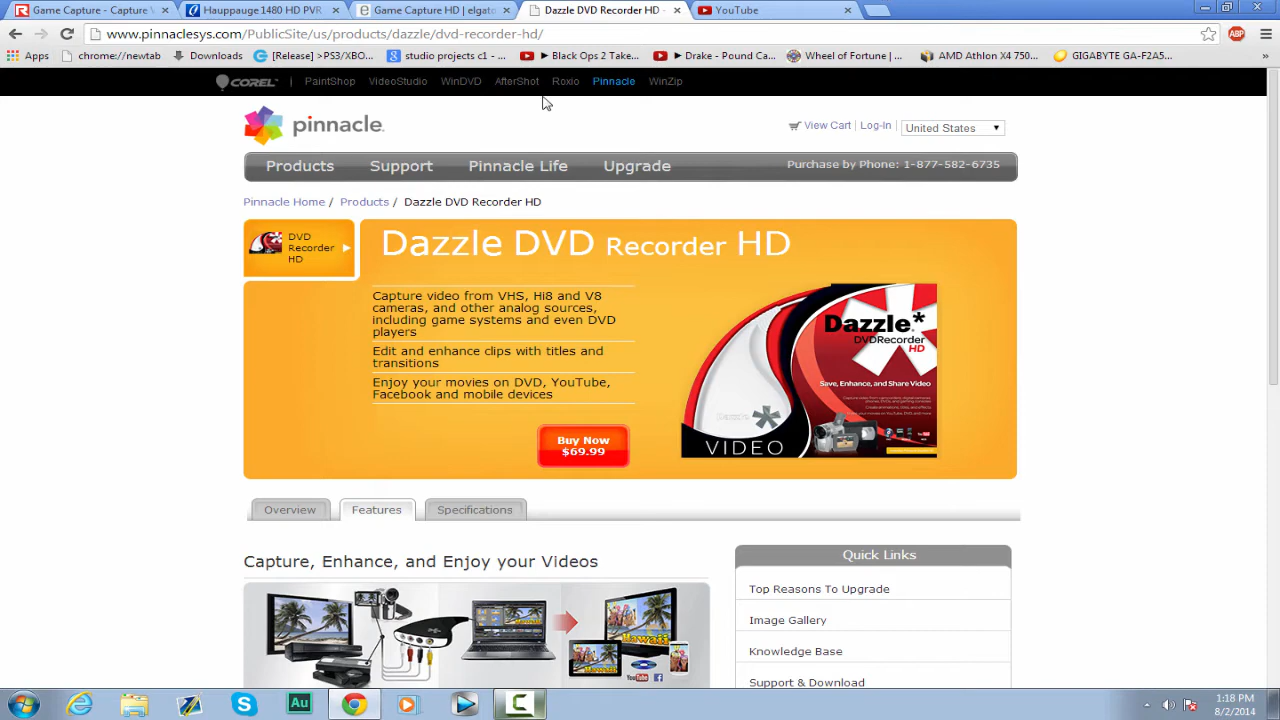 Game Capture - Capture V
Hauppauge 1480 HD PVR
Game Capture HD | elgato
Dazzle DVD Recorder HD -
YouTube
www.pinnaclesys.com/PublicSite/us/products/dazzle/dvd-recorder-hd/
ABP
Apps
chrome://newtab
Downloads
[Release] >PS3/XBO...
studio projects c1 - ...
► Black Ops 2 Take...
► Drake - Pound Ca...
Wheel of Fortune | ...
AMD Athlon X4 750...
GIGABYTE GA-F2A5...
COREL
PaintShop
VideoStudio
WinDVD
AfterShot
Roxio
Pinnacle
WinZip
pinnacle.
View Cart
Log-In
United States
Products
Support
Pinnacle Life
Upgrade
Purchase by Phone: 1-877-582-6735
Pinnacle Home / Products / Dazzle DVD Recorder HD
DVD
Recorder
HD
Dazzle DVD Recorder HD
Capture video from VHS, Hi8 and V8
cameras, and other analog sources,
including game systems and even DVD
players
Edit and enhance clips with titles and
transitions
Enjoy your movies on DVD, YouTube,
Facebook and mobile devices
Buy Now
$69.99
Dazzle*
DVDRecorder
HD
Save, Enhance, and Share Video
VIDEO
Overview
Features
Specifications
Capture, Enhance, and Enjoy your Videos
Hawaii
YouTube
Quick Links
Top Reasons To Upgrade
Image Gallery
Knowledge Base
Support & Download
Au
1:18 PM
8/2/2014